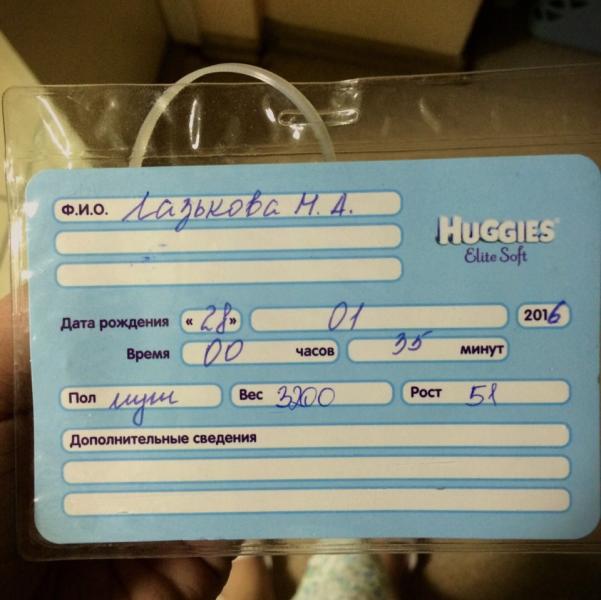 Ф.И.О. Лазькова Н. А.
HUGGIES
Elite Soft
Дата рождения «28» 01 2016
Время 00 часов 35 минут
Пол муж Вес 3200 Рост 51
Дополнительные сведения